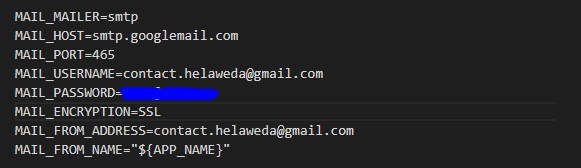 MAIL_MAILER=smtp
MAIL_HOST=smtp.googlemail.com
MAIL_PORT=465
MAIL_USERNAME=contact.helaweda@gmail.com
MAIL_PASSWORD=
MAIL_ENCRYPTION=SSL
MAIL_FROM_ADDRESS=contact.helaweda@gmail.com
MAIL_FROM_NAME="${APP_NAME}"